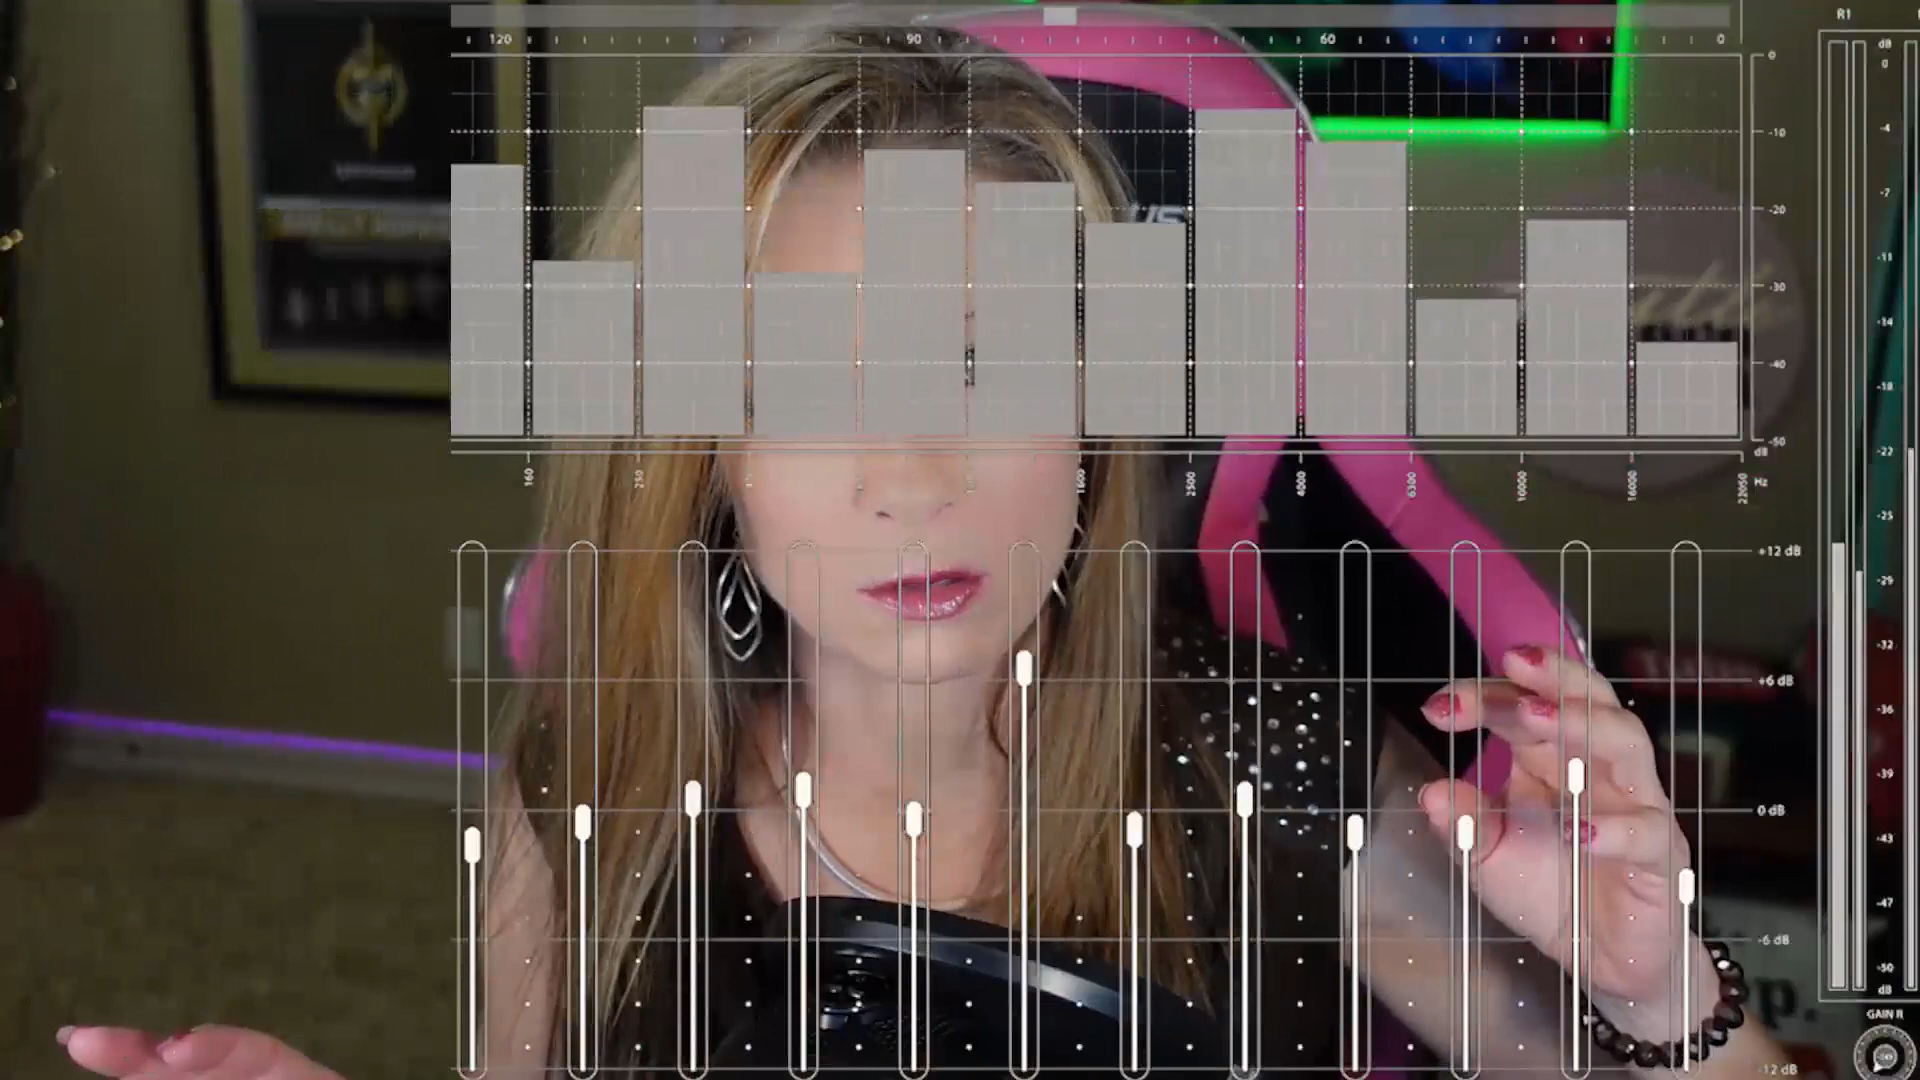 120 90 60 0
R1
dB
0
-4
-7
-11
-14
-18
-22
-25
-29
-32
-36
-39
-43
-47
-50
dB
GAIN R
0
-10
-20
-30
-40
-50
dB
Hz
160 250 1600 2500 4000 6300 10000 16000 22050
+12 dB
+6 dB
0 dB
-6 dB
-12 dB
p.